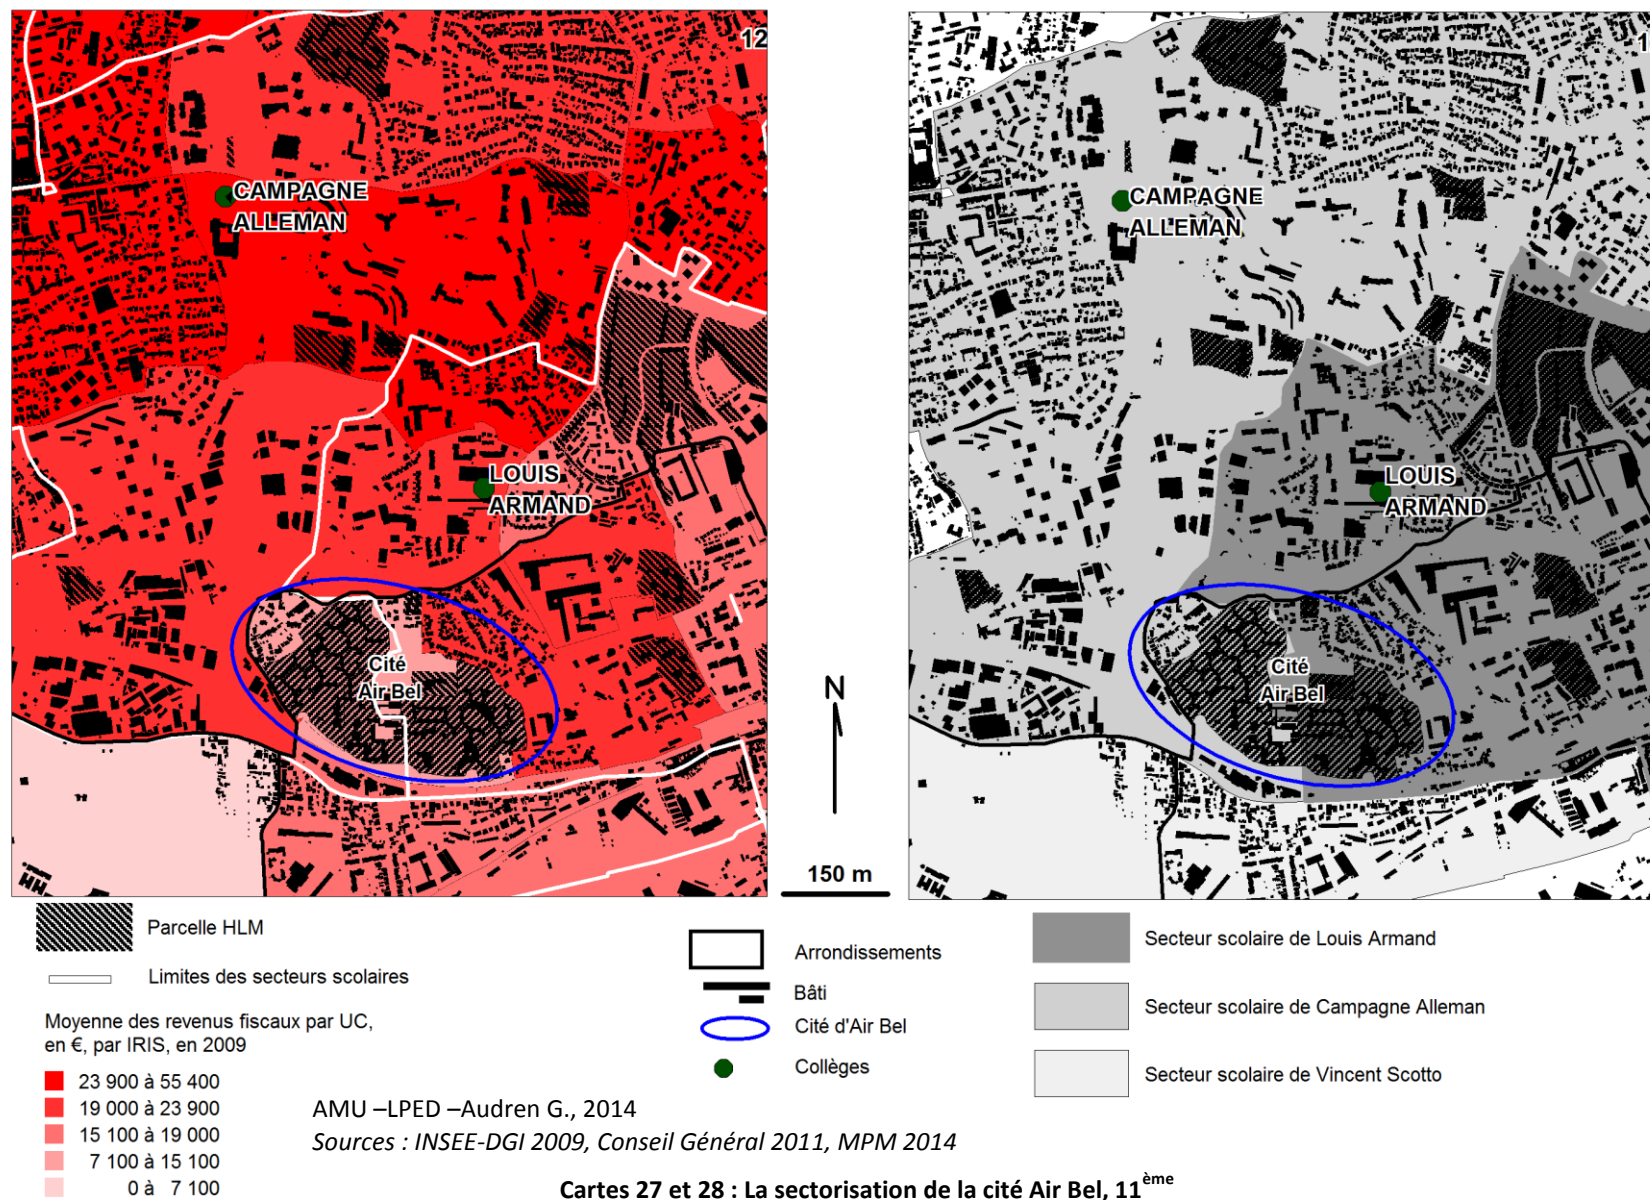 12
CAMPAGNE
ALLEMAN
LOUIS
ARMAND
Cité
Air Bel
N
150 m
1
CAMPAGNE
ALLEMAN
LOUIS
ARMAND
Cité
Air Bel
Parcelle HLM
Limites des secteurs scolaires
Moyenne des revenus fiscaux par UC,
en €, par IRIS, en 2009
23 900 à 55 400
19 000 à 23 900
15 100 à 19 000
7 100 à 15 100
0 à 7 100
Arrondissements
Bâti
Cité d'Air Bel
Collèges
Secteur scolaire de Louis Armand
Secteur scolaire de Campagne Alleman
Secteur scolaire de Vincent Scotto
AMU –LPED –Audren G., 2014
Sources : INSEE-DGI 2009, Conseil Général 2011, MPM 2014
Cartes 27 et 28 : La sectorisation de la cité Air Bel, 11ème